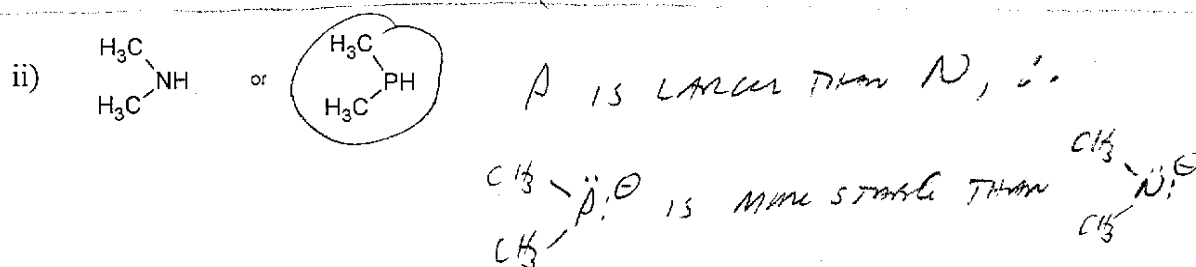 ii) H₃C NH H₃C or H₃C PH H₃C P IS LARGER THAN N, ∴
CH₃ P:⊖ CH₃ IS MORE STABLE THAN CH₃ N:⊖ CH₃